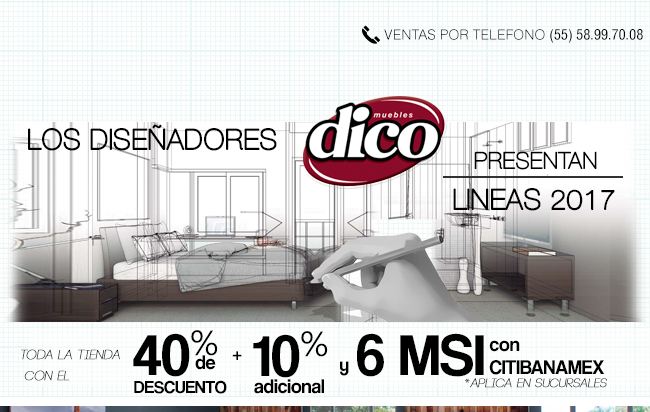 VENTAS POR TELEFONO (55) 58.99.70.08
LOS DISEÑADORES
muebles
dico
PRESENTAN
LINEAS 2017
TODA LA TIENDA
CON EL
40% de
DESCUENTO
+
10%
adicional
y
6 MSI con
CITIBANAMEX
*APLICA EN SUCURSALES